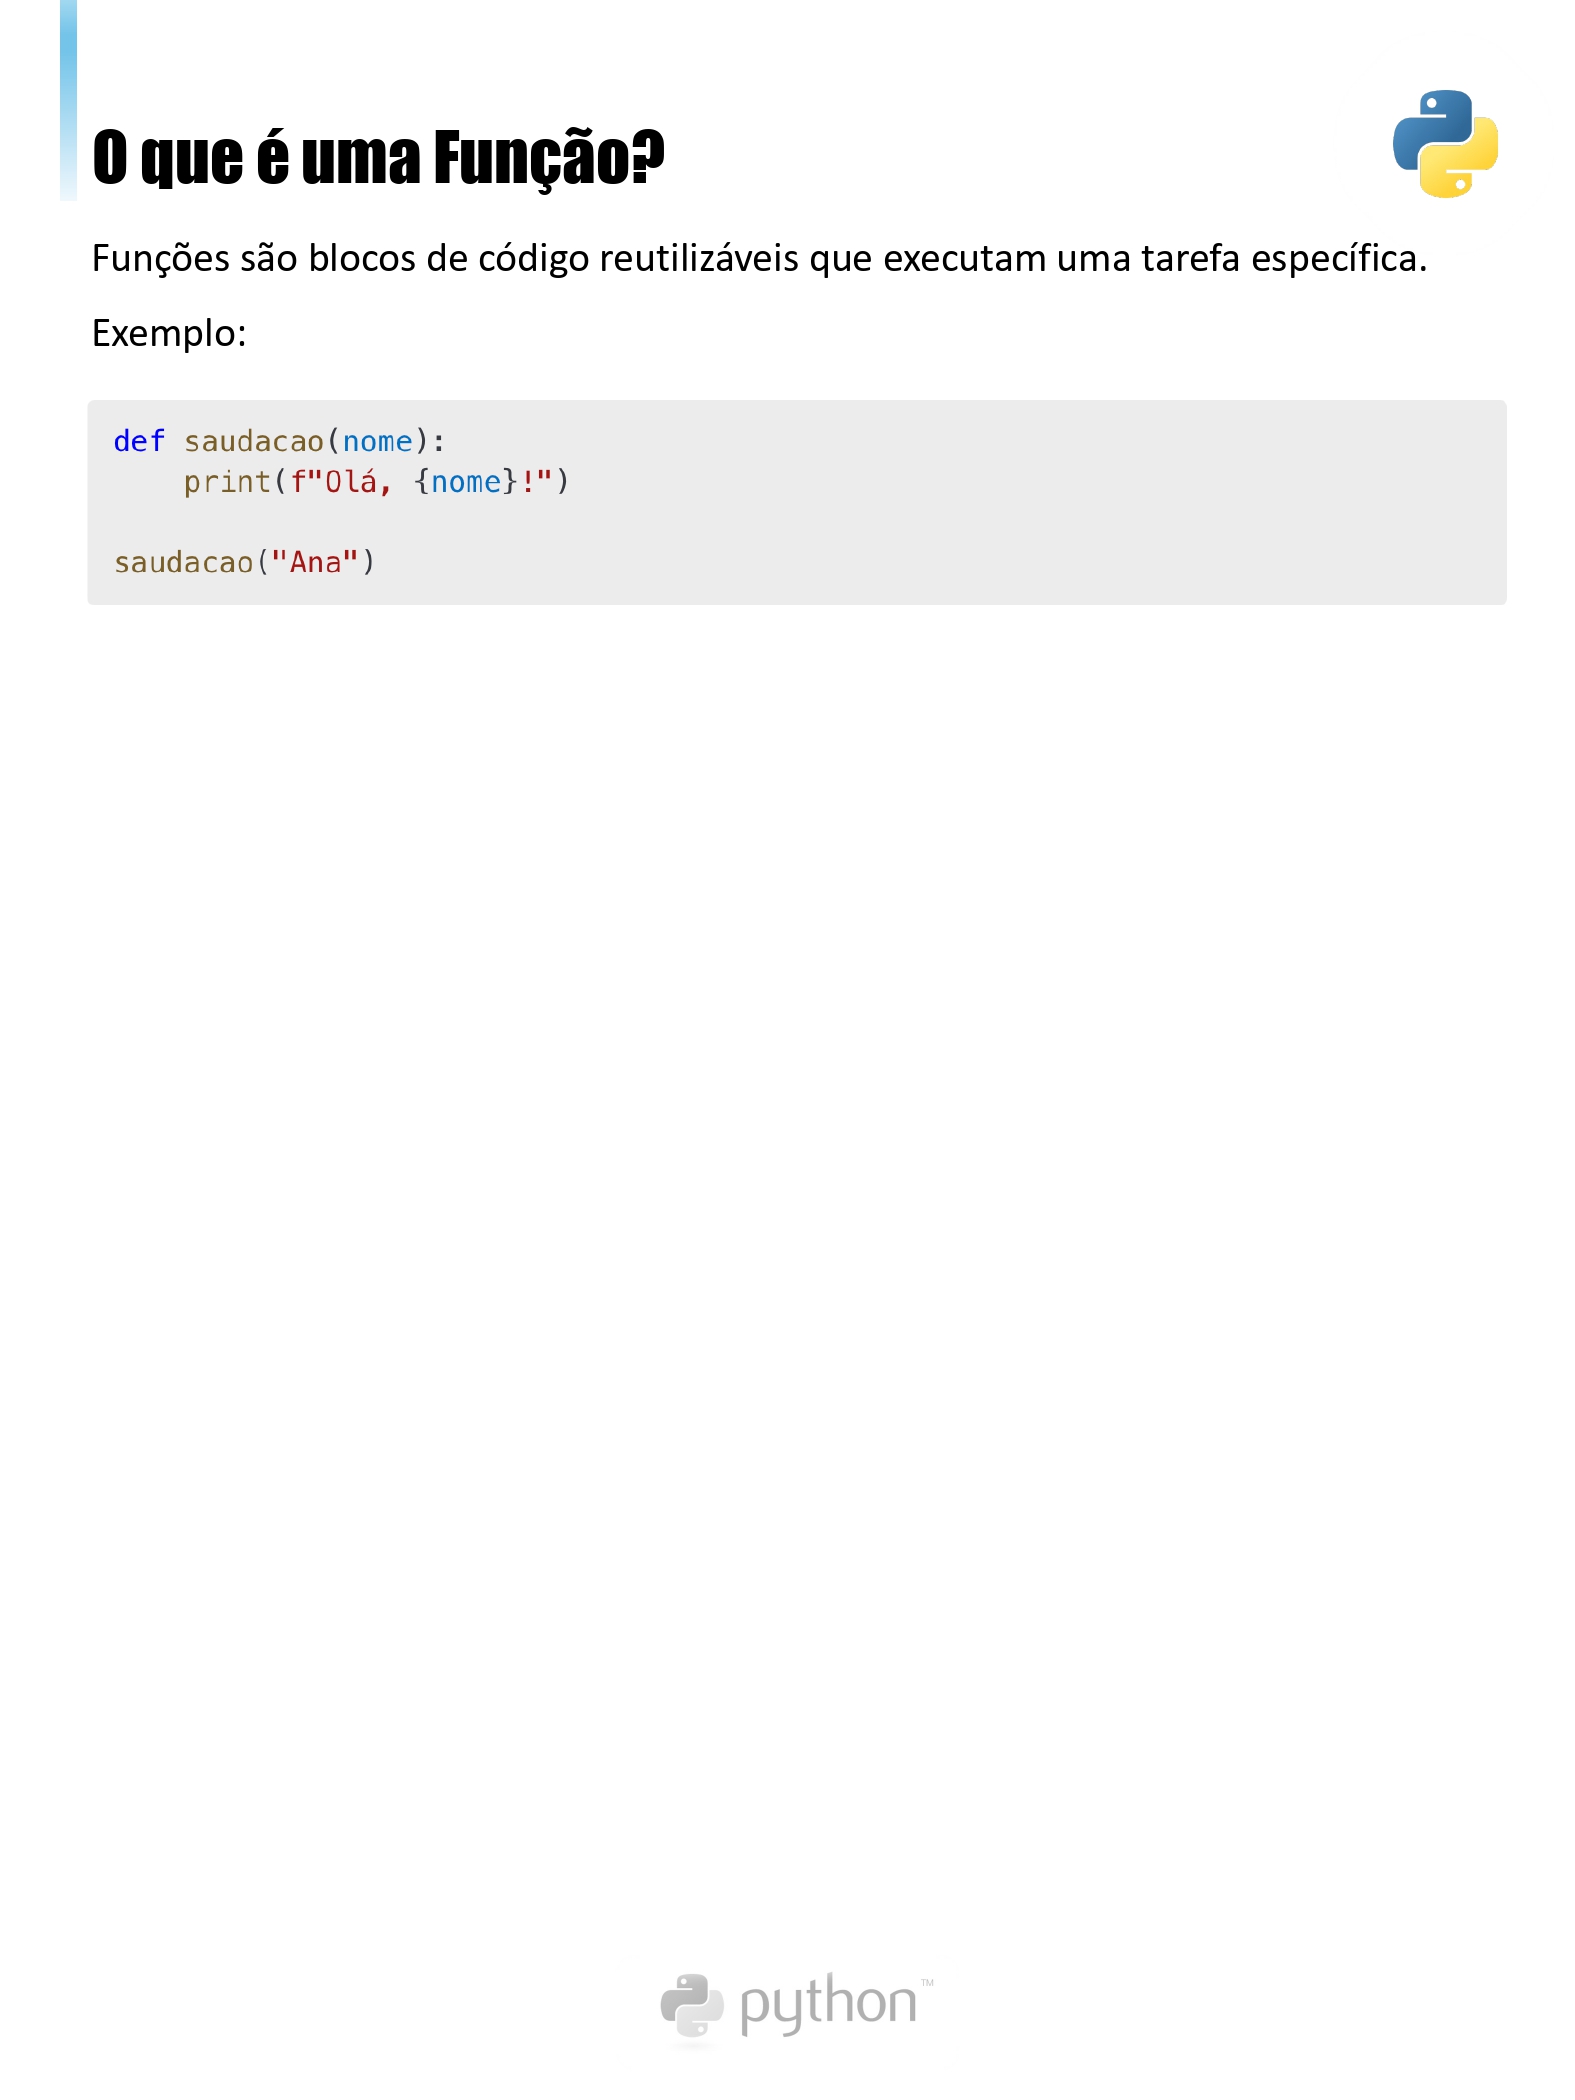 O que é uma Função?
Funções são blocos de código reutilizáveis que executam uma tarefa específica.
Exemplo:
def saudacao(nome):
    print(f"Olá, {nome}!")
saudacao("Ana")
python™